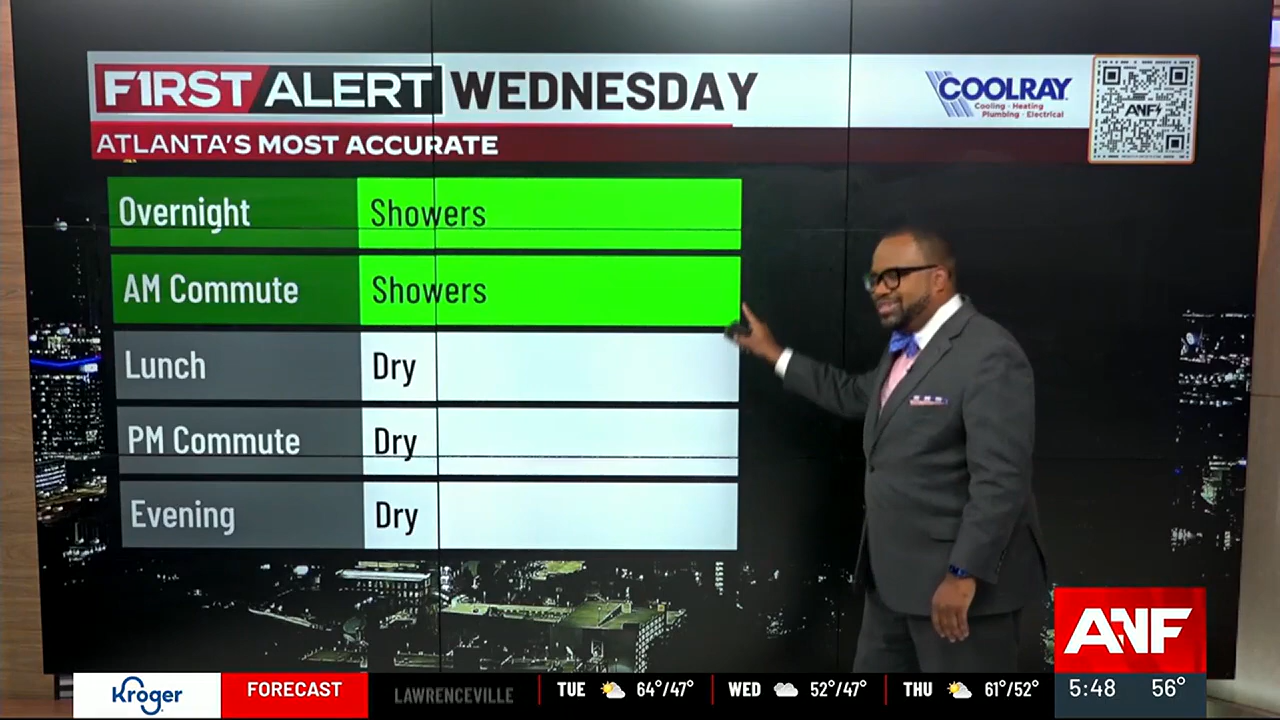 F1RST ALERT WEDNESDAY
ATLANTA'S MOST ACCURATE
COOLRAY
Cooling · Heating
Plumbing · Electrical
ANF
Overnight Showers
AM Commute Showers
Lunch Dry
PM Commute Dry
Evening Dry
ANF
5:48 56°
Kroger FORECAST LAWRENCEVILLE TUE 64°/47° WED 52°/47° THU 61°/52°